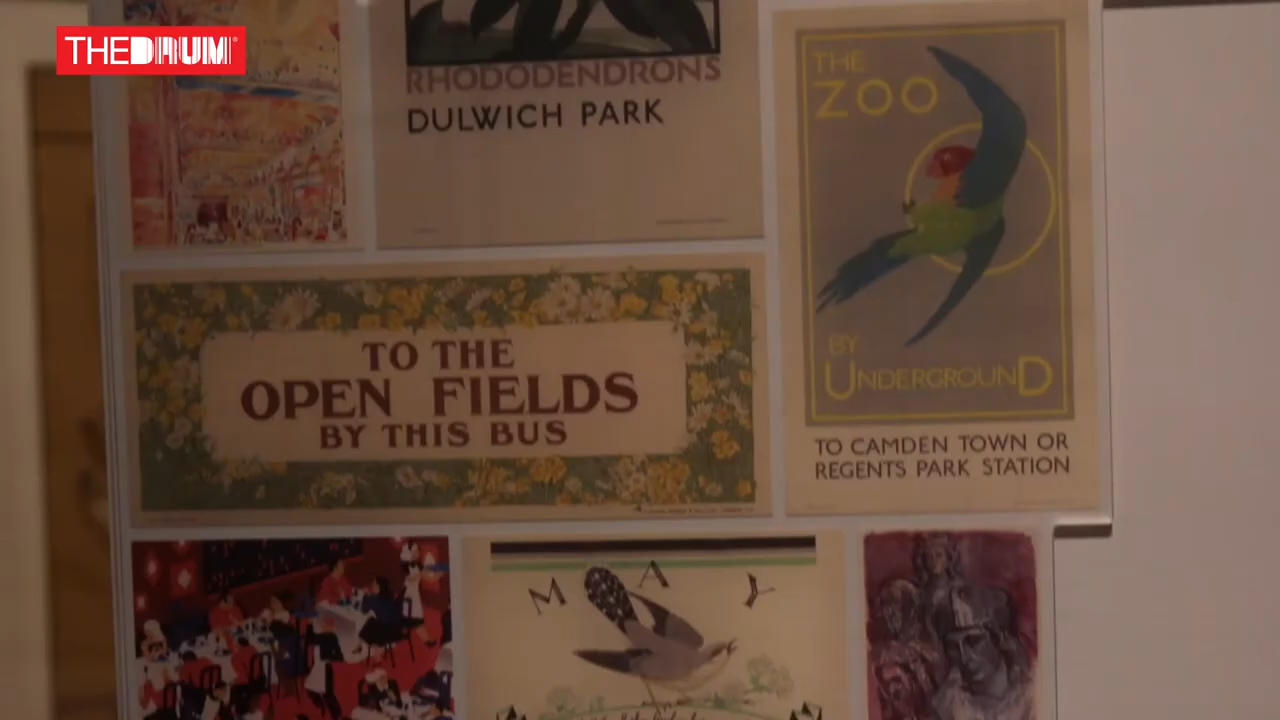 THEDRUM
RHODODENDRONS
DULWICH PARK
THE
ZOO
BY
UNDERGROUND
TO CAMDEN TOWN OR
REGENTS PARK STATION
TO THE
OPEN FIELDS
BY THIS BUS
MAY